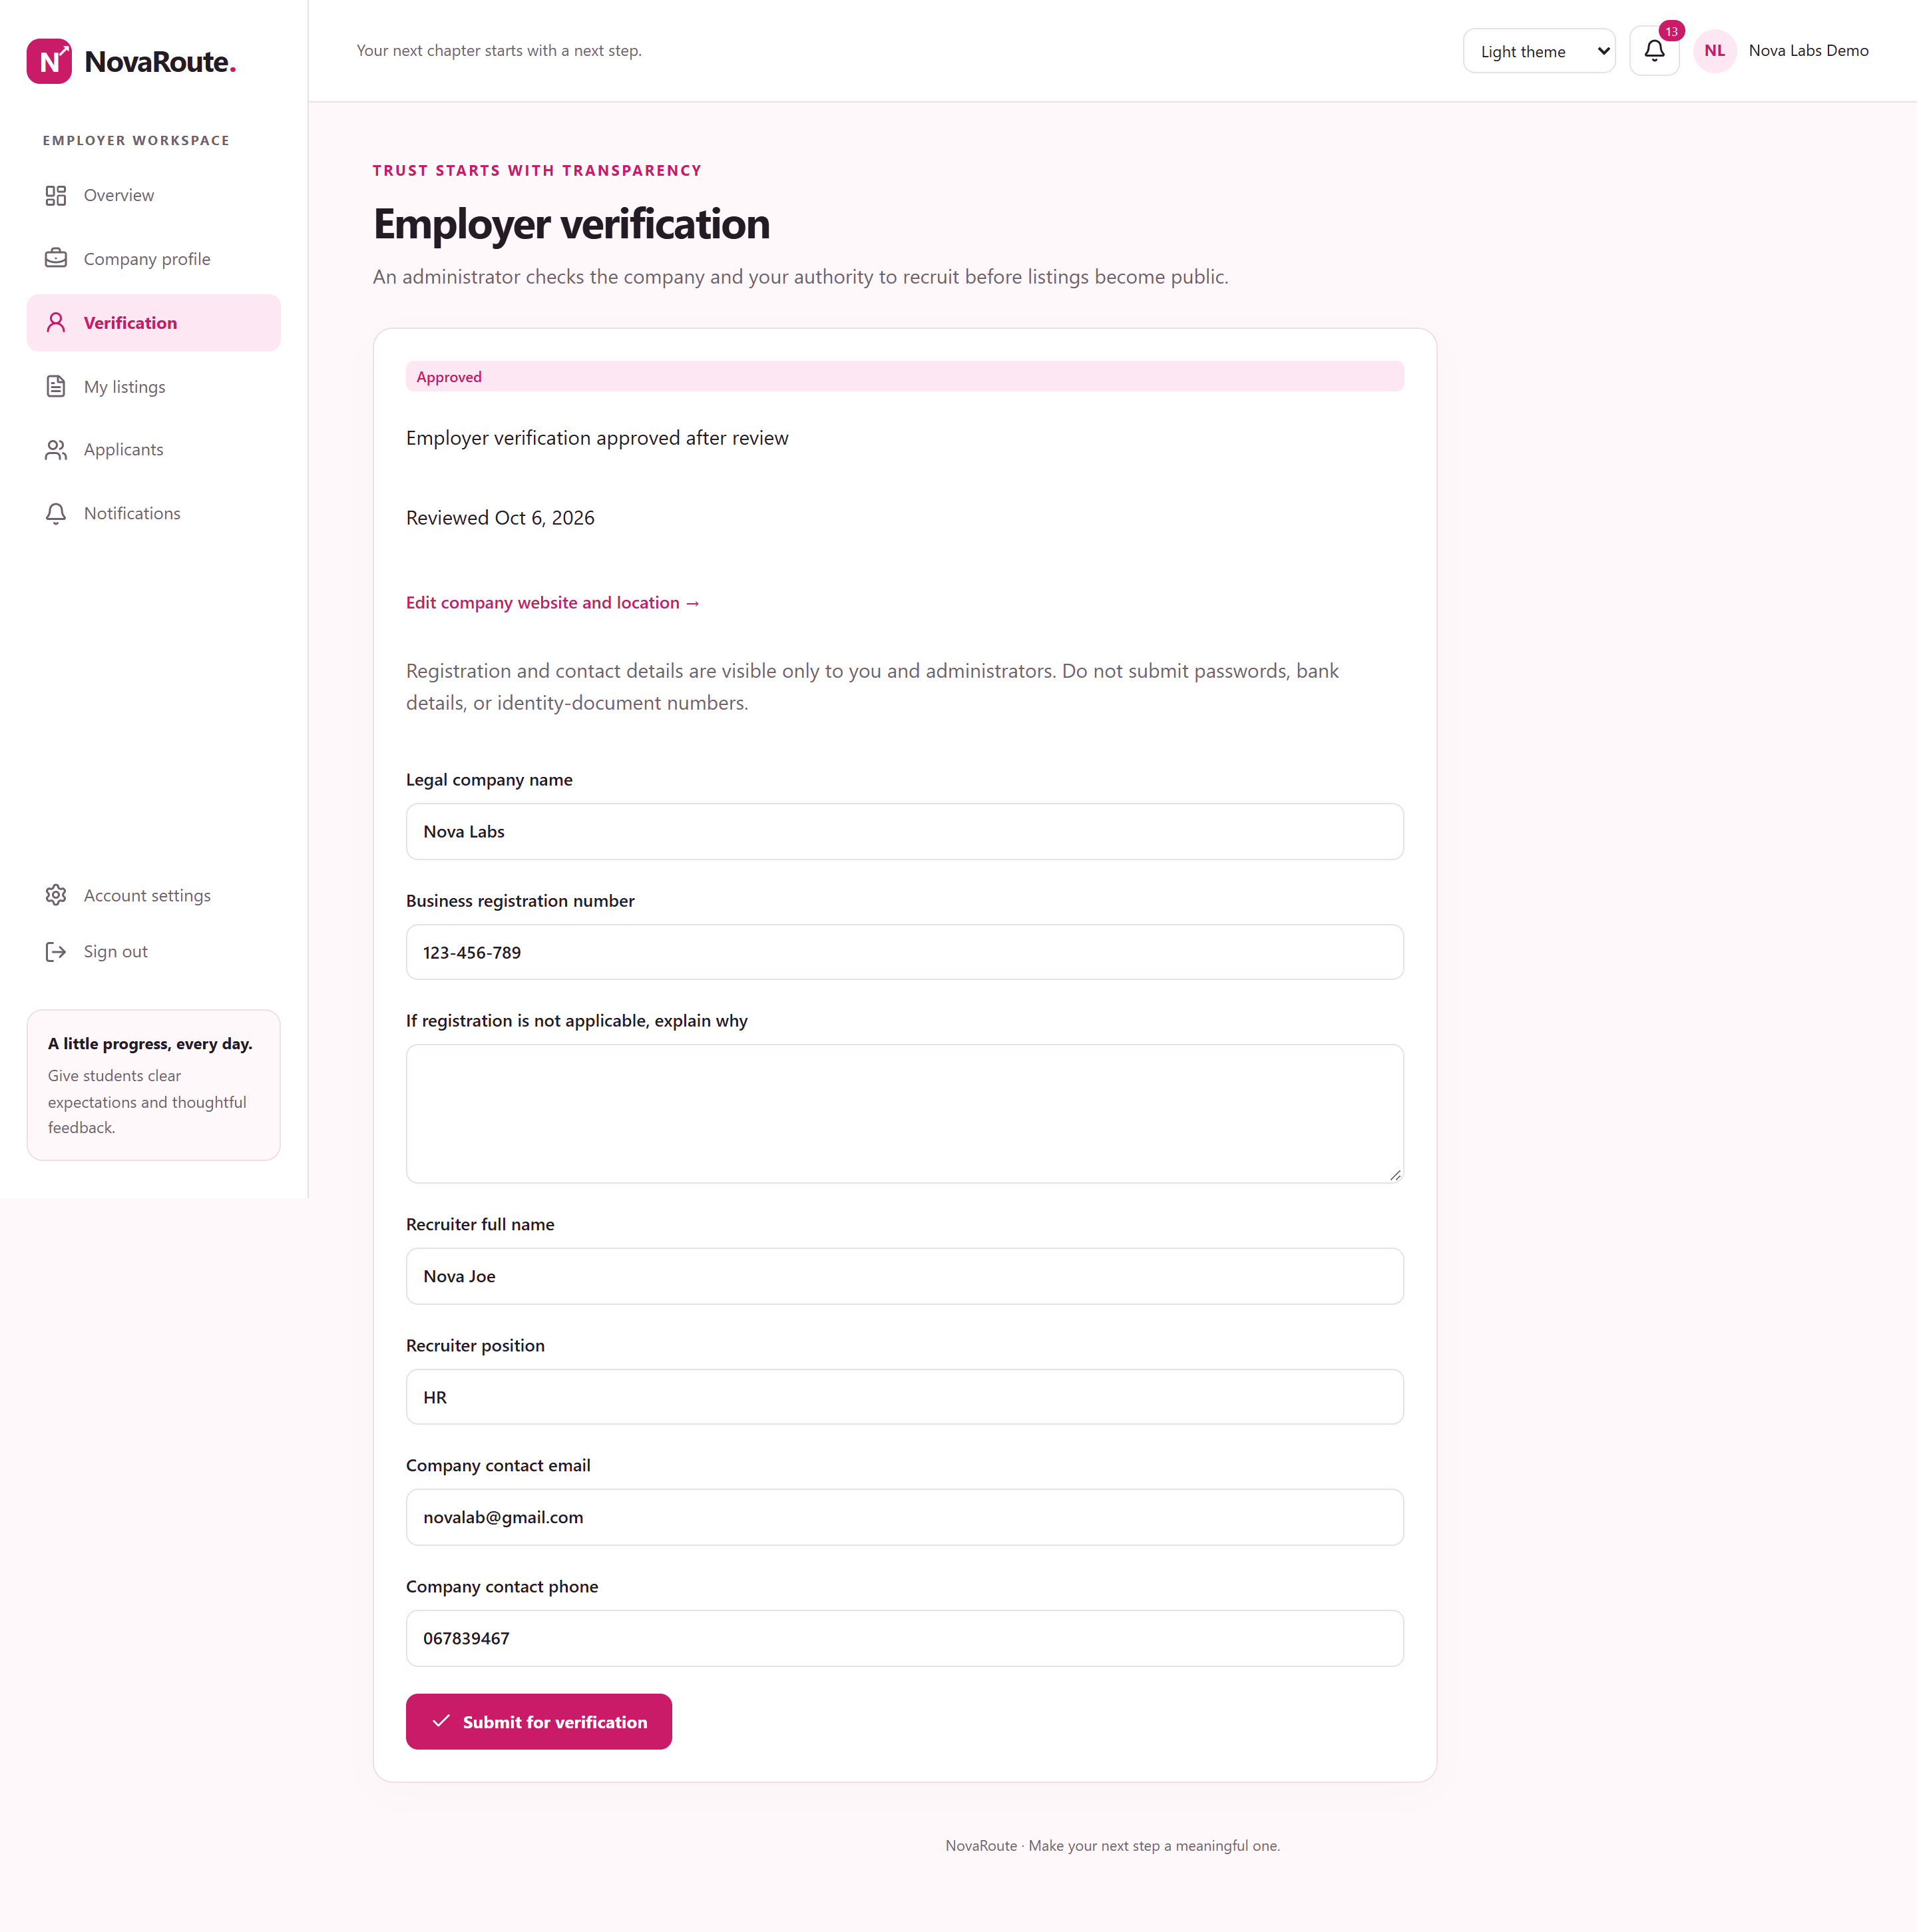 NovaRoute.
EMPLOYER WORKSPACE
Overview
Company profile
Verification
My listings
Applicants
Notifications
Account settings
Sign out
A little progress, every day.
Give students clear
expectations and thoughtful
feedback.
Your next chapter starts with a next step.
Light theme
13
NL
Nova Labs Demo
TRUST STARTS WITH TRANSPARENCY
Employer verification
An administrator checks the company and your authority to recruit before listings become public.
Approved
Employer verification approved after review
Reviewed Oct 6, 2026
Edit company website and location →
Registration and contact details are visible only to you and administrators. Do not submit passwords, bank
details, or identity-document numbers.
Legal company name
Nova Labs
Business registration number
123-456-789
If registration is not applicable, explain why
Recruiter full name
Nova Joe
Recruiter position
HR
Company contact email
novalab@gmail.com
Company contact phone
067839467
Submit for verification
NovaRoute · Make your next step a meaningful one.